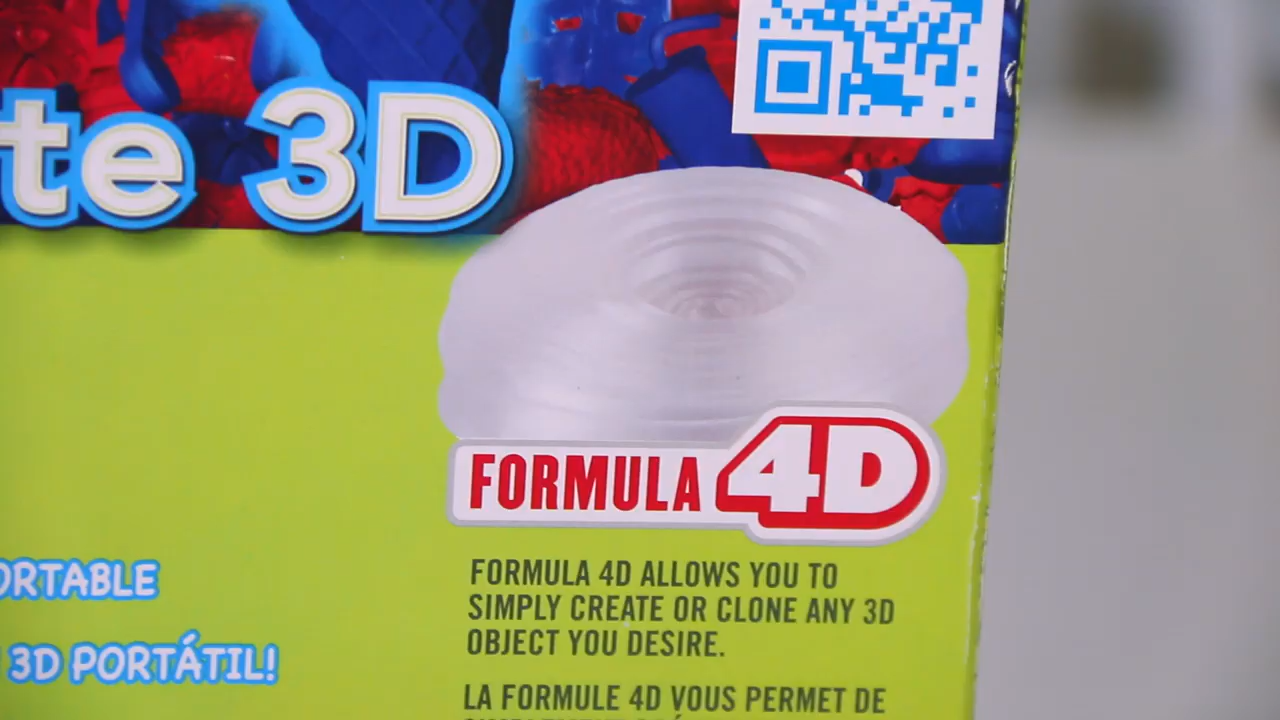 te 3D
FORMULA 4D
ORTABLE
3D PORTÁTIL!
FORMULA 4D ALLOWS YOU TO
SIMPLY CREATE OR CLONE ANY 3D
OBJECT YOU DESIRE.
LA FORMULE 4D VOUS PERMET DE